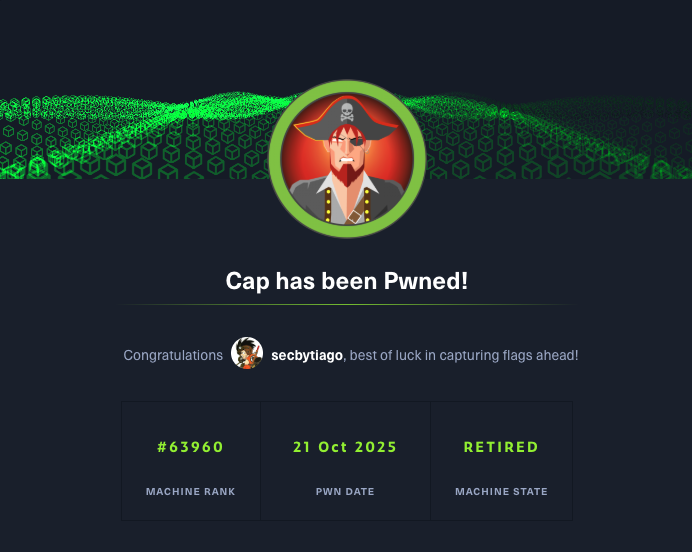 Cap has been Pwned!
Congratulations secbytiago, best of luck in capturing flags ahead!
#63960 21 Oct 2025 RETIRED
MACHINE RANK PWN DATE MACHINE STATE